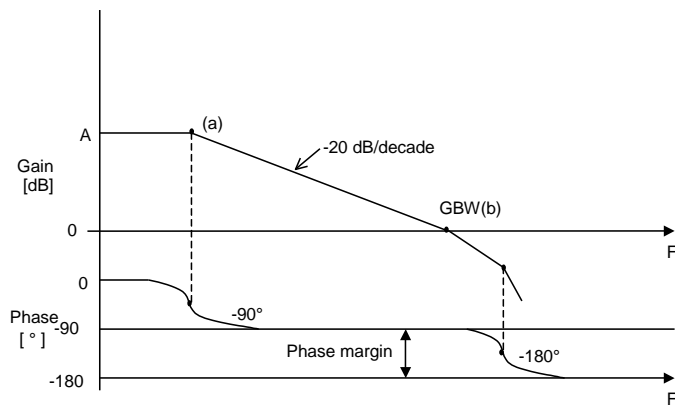 (a)
A
-20 dB/decade
Gain
[dB]
GBW(b)
0
F
0
Phase
[ ° ]
-90°
-90
Phase margin
-180°
-180
F